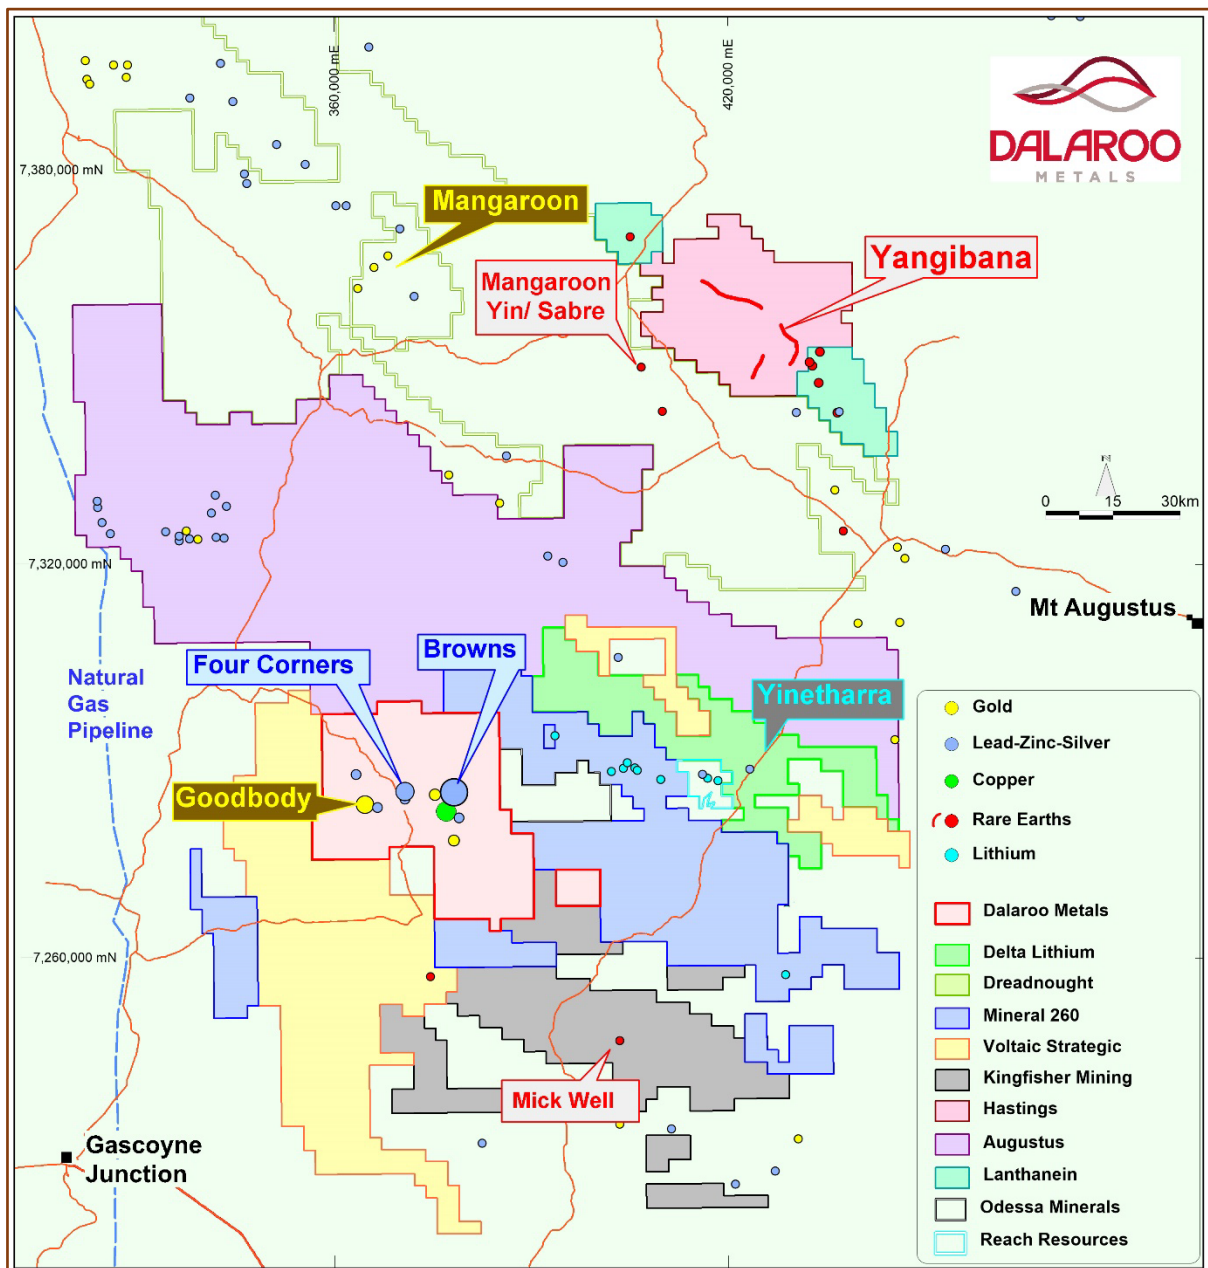 360,000 mE
420,000 mE
DALAROO
METALS
7,380,000 mN
Mangaroon
Yangibana
Mangaroon
Yin/ Sabre
N
0 15 30km
7,320,000 mN
Mt Augustus
Four Corners
Browns
Natural
Gas
Pipeline
Yinetharra
Goodbody
Gold
Lead-Zinc-Silver
Copper
Rare Earths
Lithium
Dalaroo Metals
Delta Lithium
Dreadnought
Mineral 260
Voltaic Strategic
Kingfisher Mining
Hastings
Augustus
Lanthanein
Odessa Minerals
Reach Resources
7,260,000 mN
Mick Well
Gascoyne
Junction